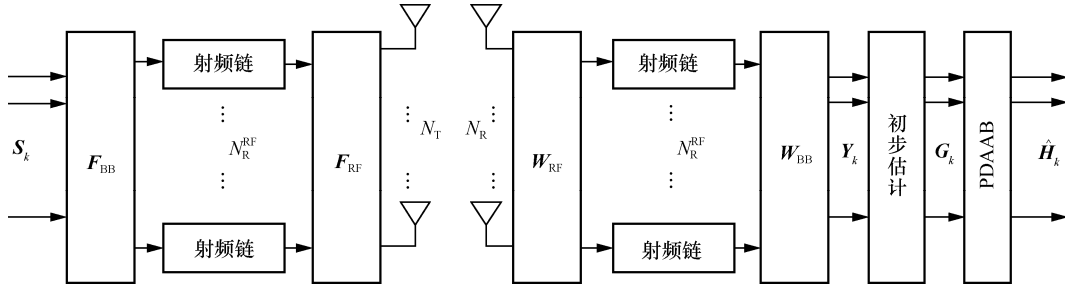 S_k
F_BB
射频链
⋮
N_R^RF
⋮
射频链
F_RF
⋮
N_T
⋮
⋮
N_R
⋮
W_RF
射频链
⋮
N_R^RF
⋮
射频链
W_BB
Y_k
初步估计
G_k
PDAAB
Ĥ_k